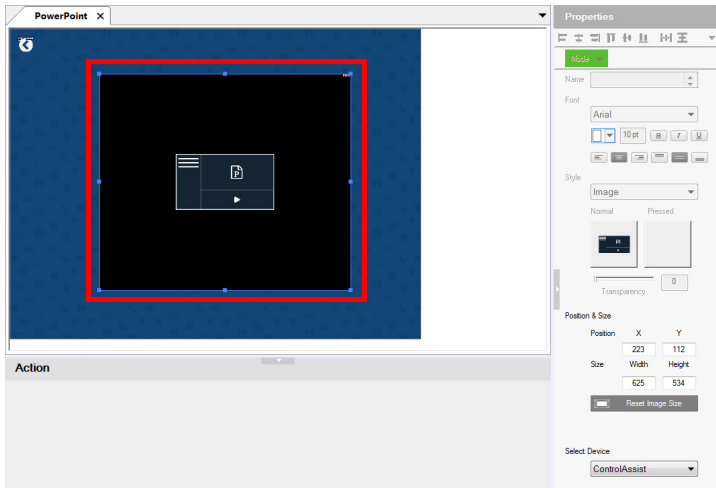 PowerPoint X
P
Action
Properties
Mode
Name
Font
Arial
10 pt B I U
Style
Image
Normal Pressed
Transparency 0
Position & Size
Position X Y
223 112
Size Width Height
625 534
Reset Image Size
Select Device
ControlAssist